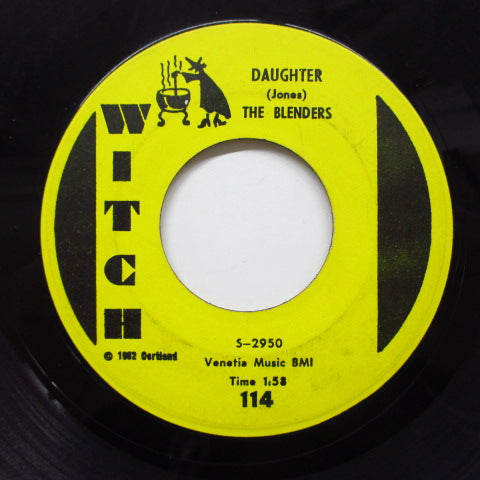 DAUGHTER
(Jones)
THE BLENDERS
WITCH
© 1962 Cortland
S-2950
Venetia Music BMI
Time 1:58
114